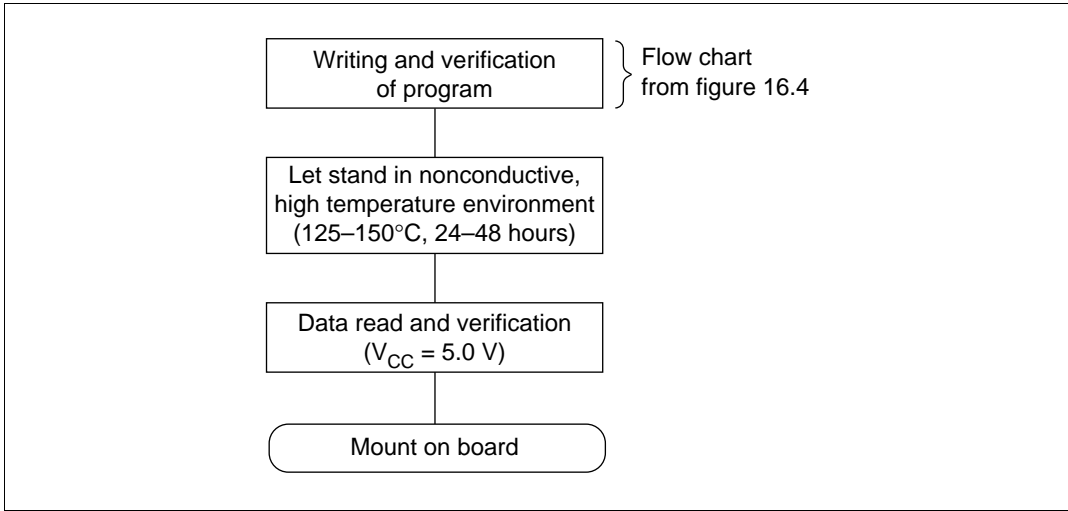 Writing and verification
of program
Flow chart
from figure 16.4
Let stand in nonconductive,
high temperature environment
(125–150°C, 24–48 hours)
Data read and verification
(VCC = 5.0 V)
Mount on board